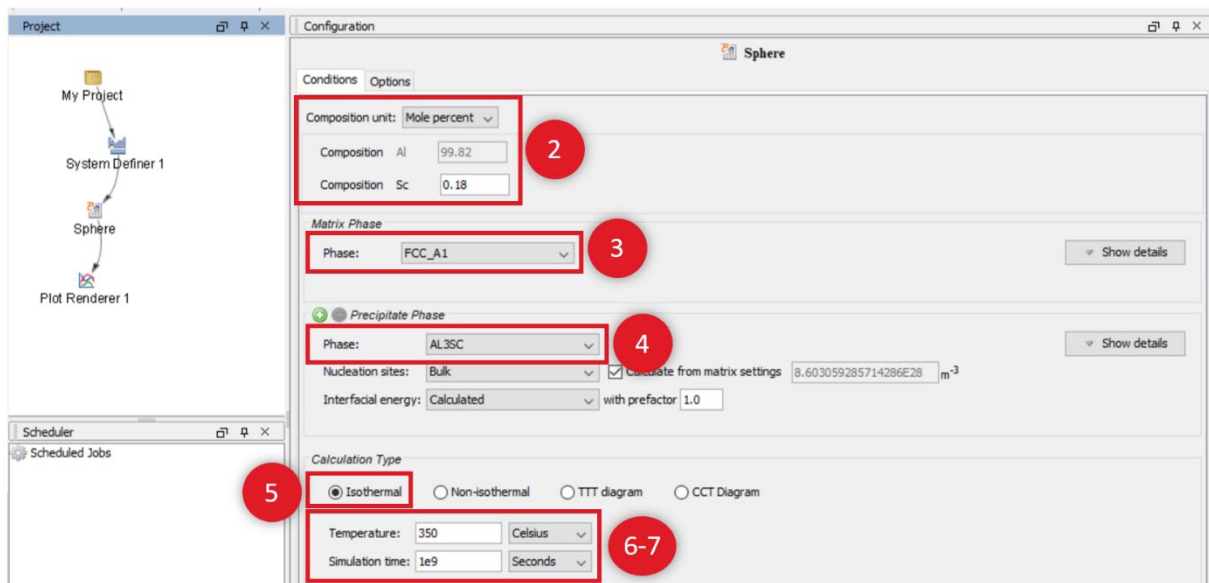 Project
My Project
System Definer 1
Sphere
Plot Renderer 1
Scheduler
Scheduled Jobs
Configuration
Sphere
Conditions Options
Composition unit: Mole percent
2
Composition Al 99.82
Composition Sc 0.18
Matrix Phase
Phase: FCC_A1
3
Show details
Precipitate Phase
Phase: AL3SC
4
Show details
Nucleation sites: Bulk Calculate from matrix settings 8.603059285714286E28 m-3
Interfacial energy: Calculated with prefactor 1.0
Calculation Type
5
Isothermal Non-isothermal TTT diagram CCT Diagram
Temperature: 350 Celsius
6-7
Simulation time: 1e9 Seconds